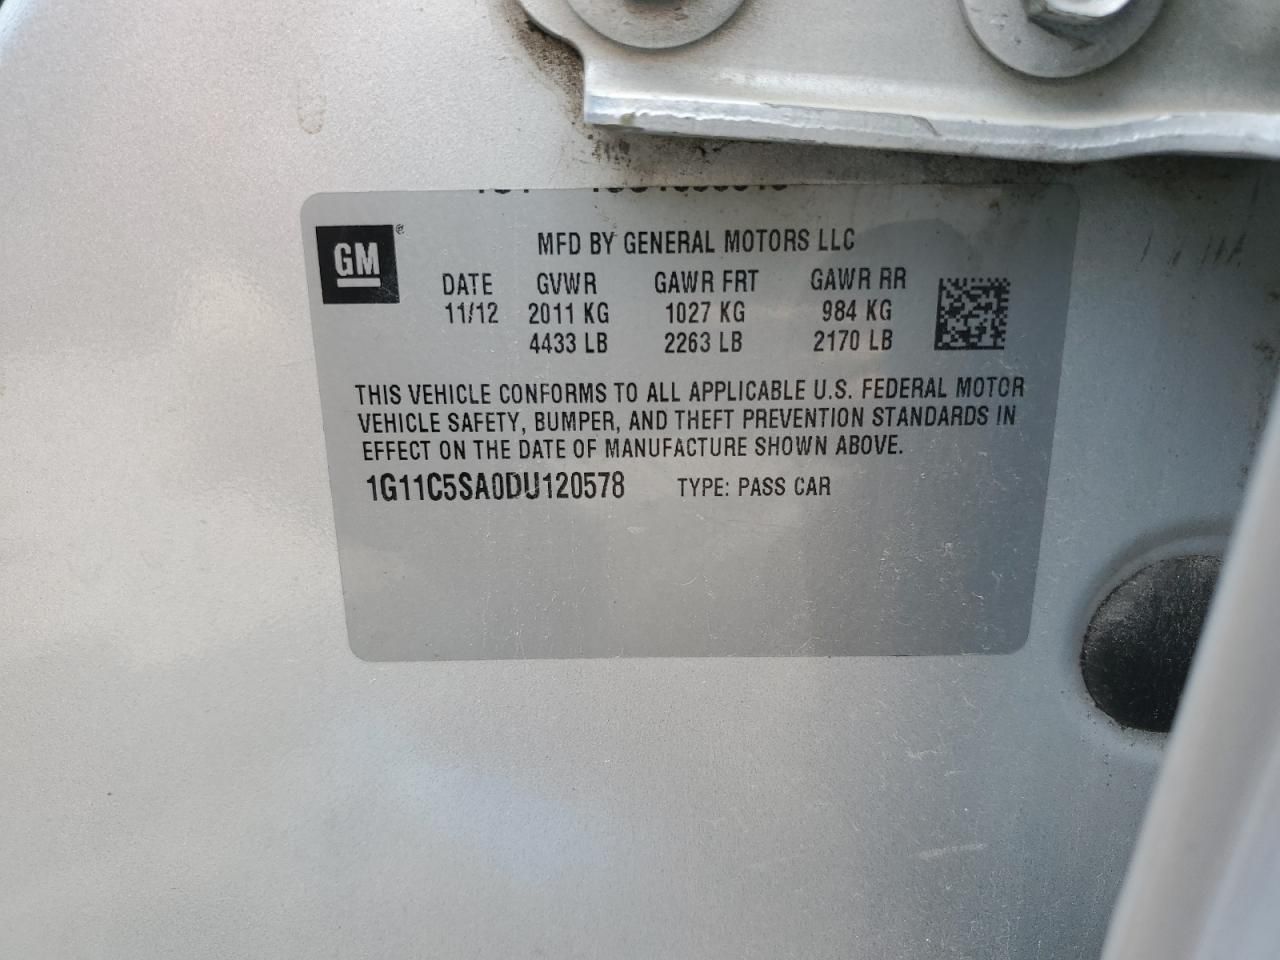 GM
MFD BY GENERAL MOTORS LLC
DATE GVWR GAWR FRT GAWR RR
11/12 2011 KG 1027 KG 984 KG
4433 LB 2263 LB 2170 LB
THIS VEHICLE CONFORMS TO ALL APPLICABLE U.S. FEDERAL MOTOR
VEHICLE SAFETY, BUMPER, AND THEFT PREVENTION STANDARDS IN
EFFECT ON THE DATE OF MANUFACTURE SHOWN ABOVE.
1G11C5SA0DU120578 TYPE: PASS CAR